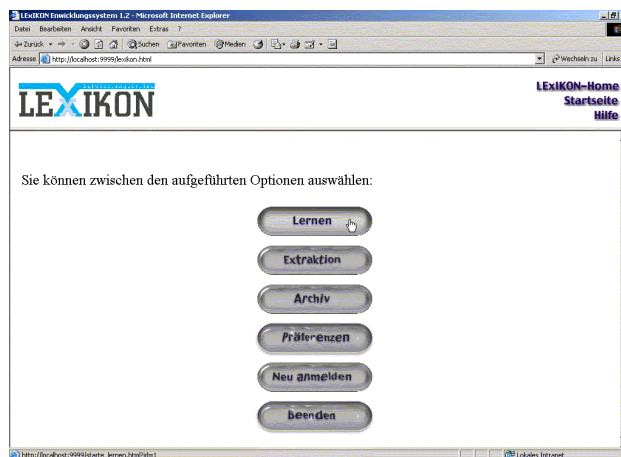 LExIKON Enwicklungssystem 1.2 - Microsoft Internet Explorer
Datei Bearbeiten Ansicht Favoriten Extras ?
Zurück Suchen Favoriten Medien
Adresse http://localhost:9999/lexikon.html Wechseln zu Links
LEXIKON
LExIKON-Home
Startseite
Hilfe
Sie können zwischen den aufgeführten Optionen auswählen:
Lernen
Extraktion
Archiv
Präferenzen
Neu anmelden
Beenden
http://localhost:9999/starte_lernen.html?id=1 Lokales Intranet